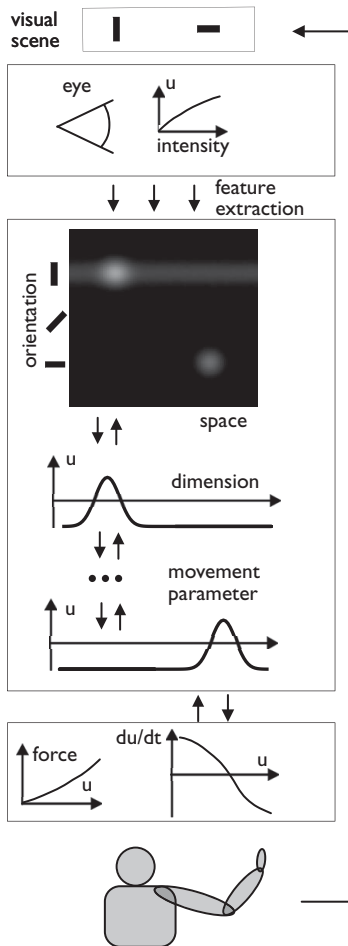 visual
scene
eye
u
intensity
feature
extraction
orientation
space
u
dimension
movement
parameter
u
force
u
du/dt
u